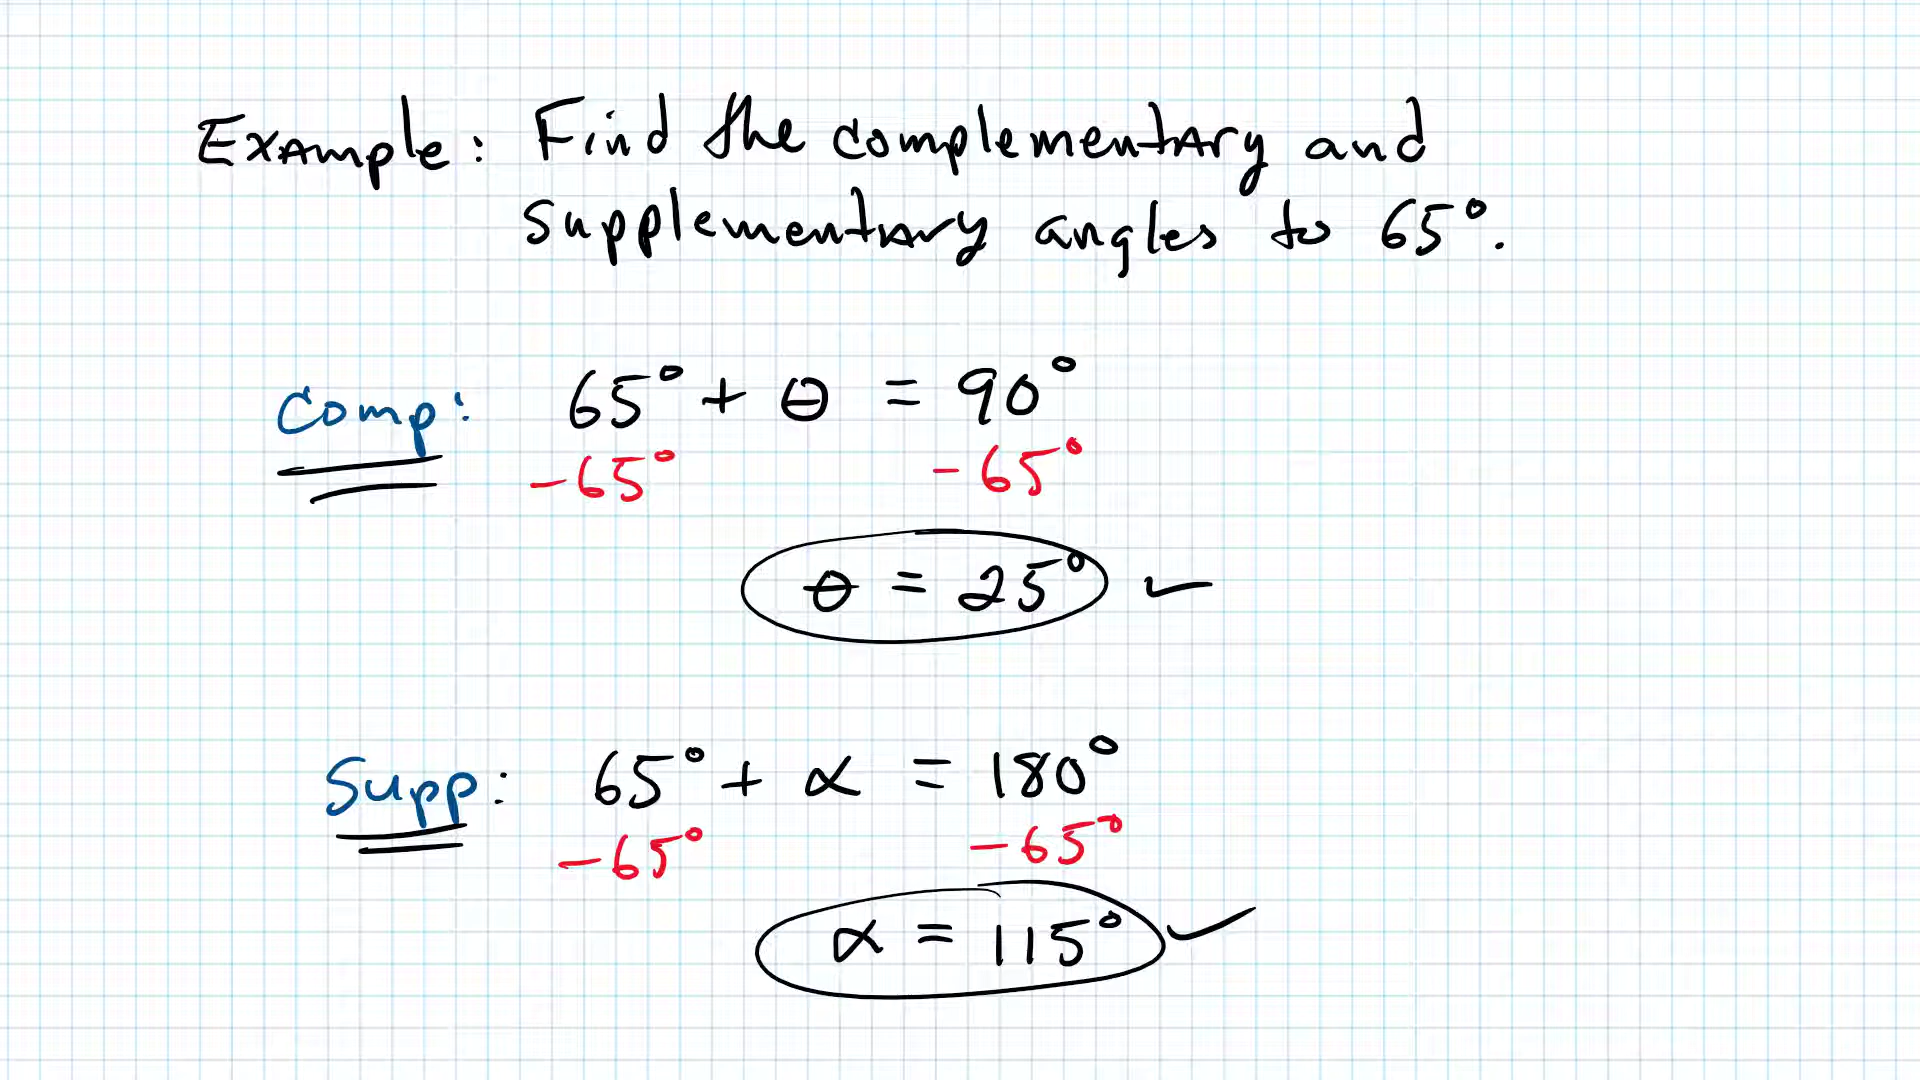 Example: Find the complementary and
supplementary angles to 65°.
Comp: 65° + θ = 90°
-65° -65°
θ = 25° ✓
Supp: 65° + α = 180°
-65° -65°
α = 115° ✓